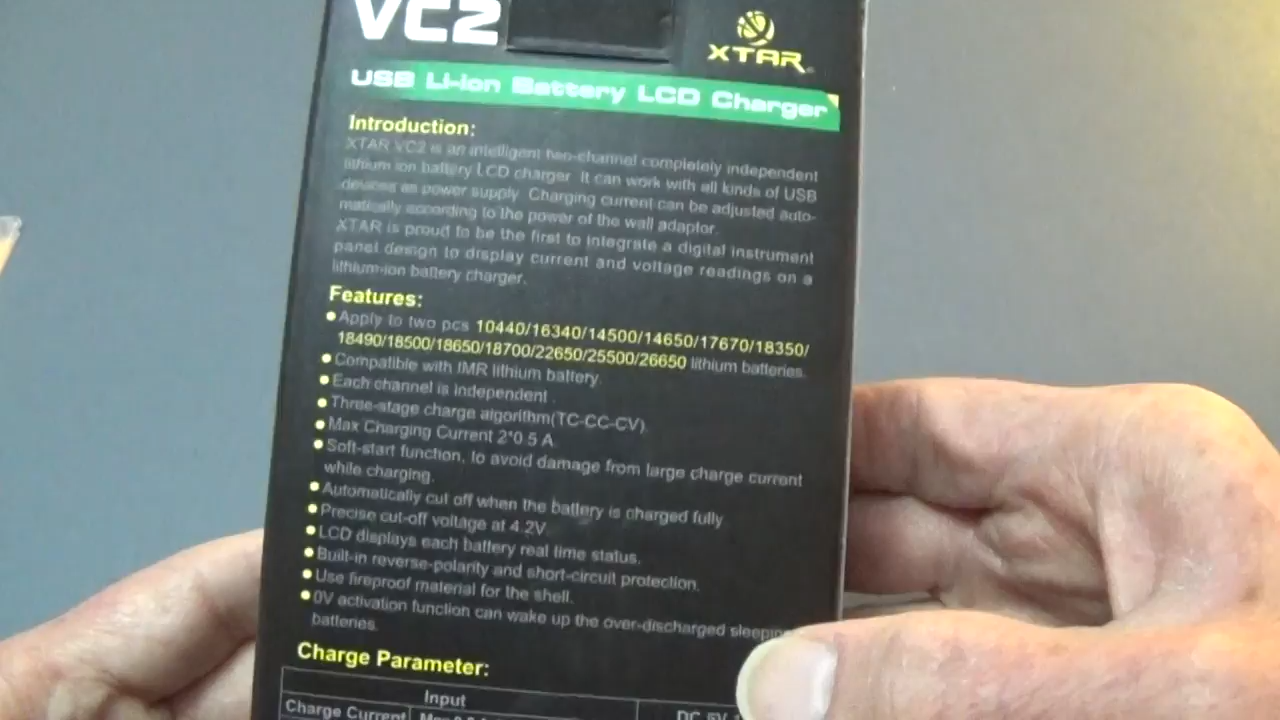 VC2
XTAR
USB Li-ion Battery LCD Charger
Introduction:
XTAR VC2 is an intelligent two-channel completely independent
lithium ion battery LCD charger. It can work with all kinds of USB
devices as power supply. Charging current can be adjusted auto-
matically according to the power of the wall adaptor.
XTAR is proud to be the first to integrate a digital instrument
panel design to display current and voltage readings on a
lithium-ion battery charger.
Features:
Apply to two pcs 10440/16340/14500/14650/17670/18350/
18490/18500/18650/18700/22650/25500/26650 lithium batteries.
Compatible with IMR lithium battery.
Each channel is independent .
Three-stage charge algorithm(TC-CC-CV).
Max Charging Current 2*0.5 A.
Soft-start function, to avoid damage from large charge current
while charging.
Automatically cut off when the battery is charged fully
Precise cut-off voltage at 4.2V.
LCD displays each battery real time status.
Built-in reverse-polarity and short-circuit protection.
Use fireproof material for the shell.
0V activation function can wake up the over-discharged sleeping
batteries.
Charge Parameter:
Input DC 5V
Charge Current